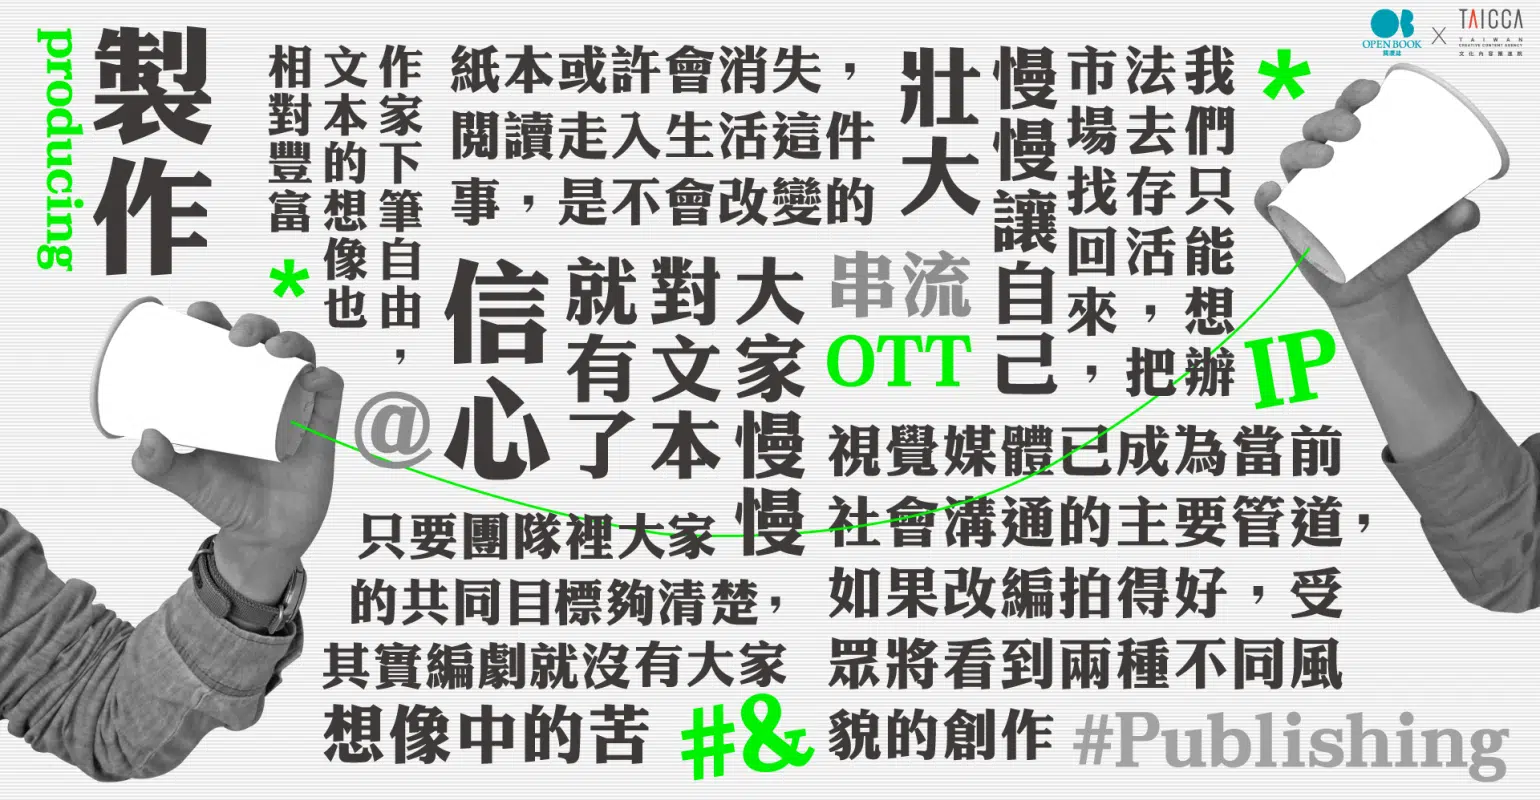 製作
producing
OPENBOOK
閱讀誌
×
TAICCA
TAIWAN
CREATIVE CONTENT AGENCY
文化內容策進院
*
我們只能想辦
法去存活，把
市場找回來，
慢慢讓自己
壯大
紙本或許會消失，
閱讀走入生活這件
事，是不會改變的
作家下筆自由，
文本的想像也
相對豐富
*
串流
OTT
IP
大家慢慢
對文本
就有了
信心
@
視覺媒體已成為當前
社會溝通的主要管道，
如果改編拍得好，受
眾將看到兩種不同風
貌的創作
只要團隊裡大家
的共同目標夠清楚，
其實編劇就沒有大家
想像中的苦
#&
#Publishing